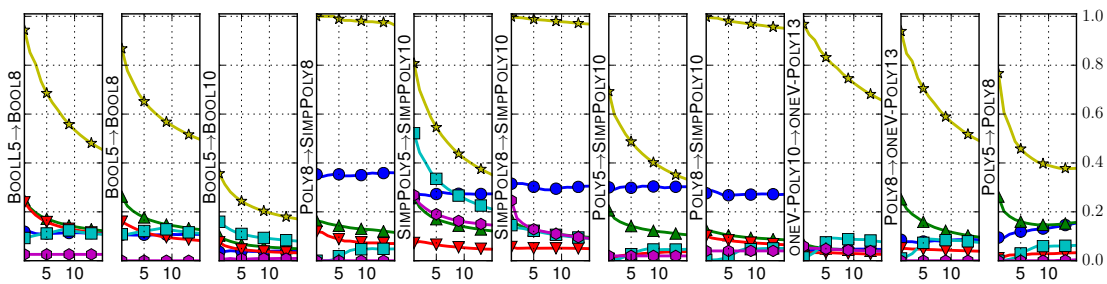 BOOLL5→BOOLL8
BOOL5→BOOL8
BOOL5→BOOL10
POLY8→SIMPPOLY8
SIMPPOLY5→SIMPPOLY10
SIMPPOLY8→SIMPPOLY10
POLY5→SIMPPOLY10
POLY8→SIMPPOLY10
ONEV-POLY10→ONEV-POLY13
POLY8→ONEV-POLY13
POLY5→POLY8
1.0
0.8
0.6
0.4
0.2
0.0
5 10 5 10 5 10 5 10 5 10 5 10 5 10 5 10 5 10 5 10 5 10